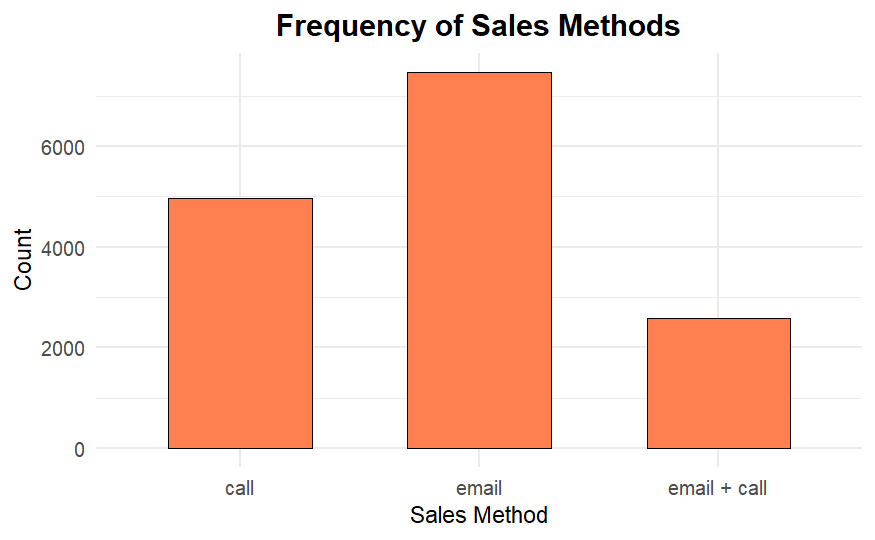 Frequency of Sales Methods
Count
6000
4000
2000
0
call
email
email + call
Sales Method